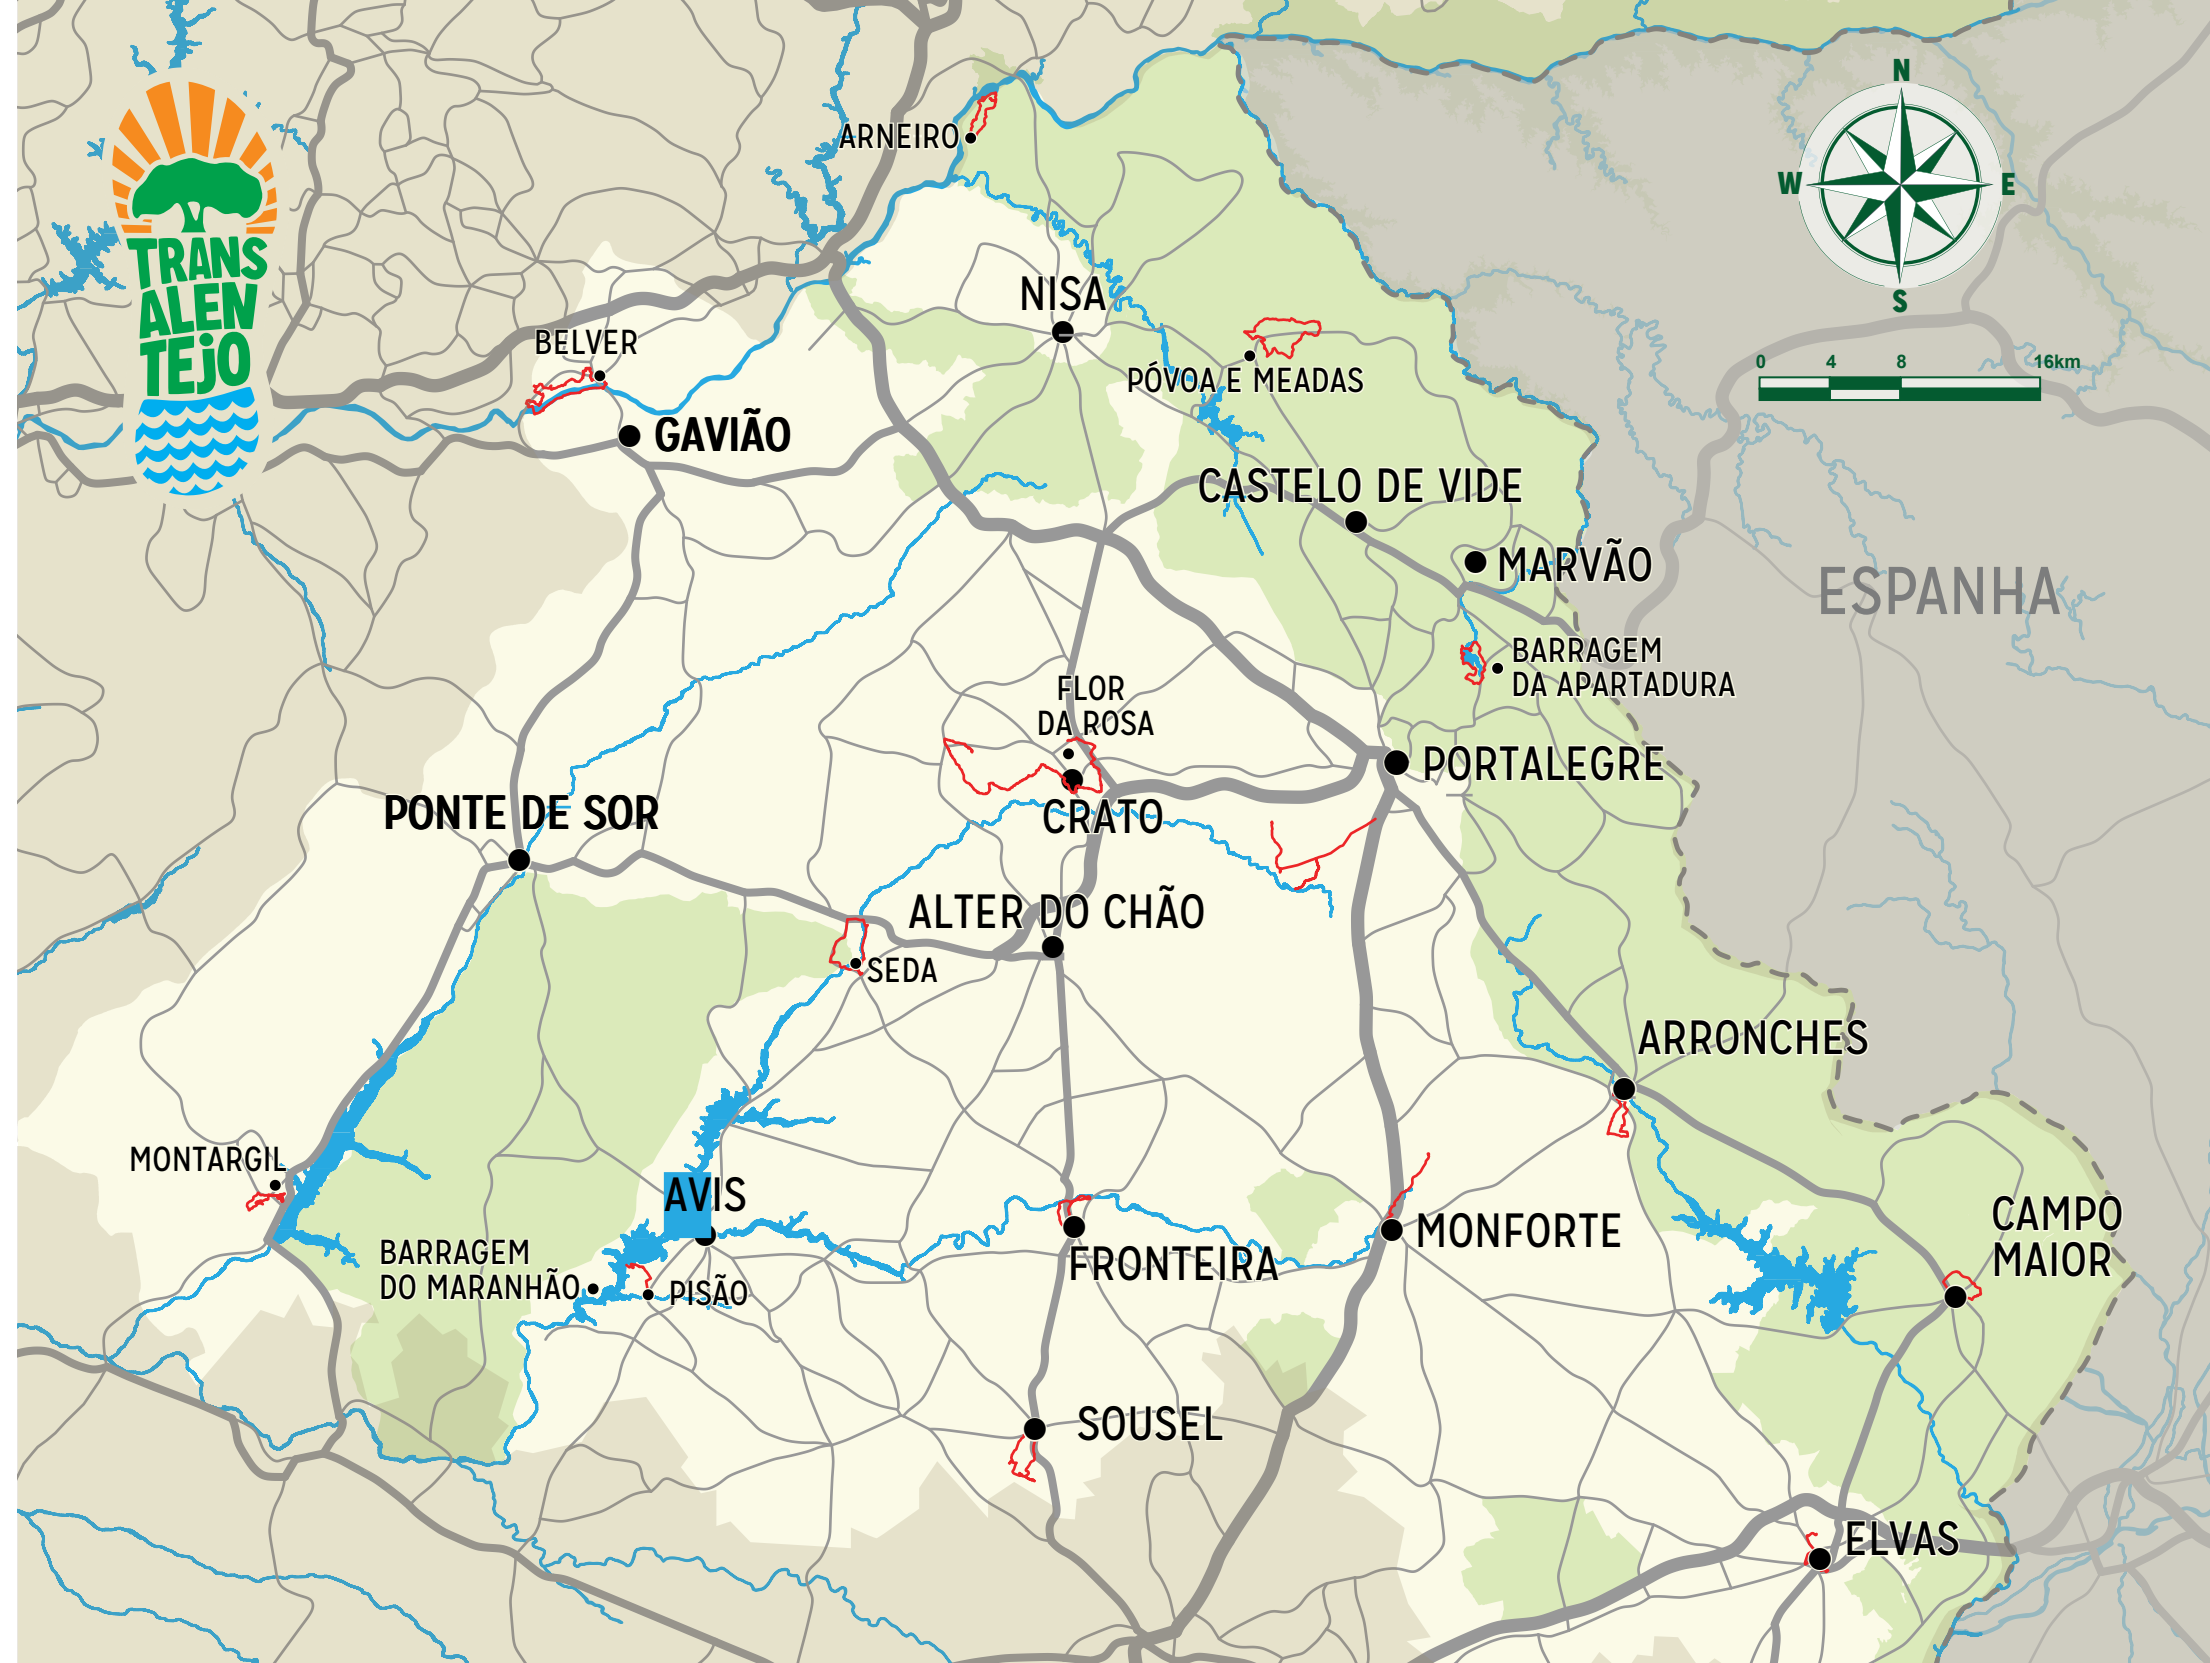 N
W
E
S
0 4 8 16km
TRANS
ALEN
TEjO
ARNEIRO
NISA
BELVER
GAVIÃO
PÓVOA E MEADAS
CASTELO DE VIDE
MARVÃO
ESPANHA
BARRAGEM
DA APARTADURA
FLOR
DA ROSA
PORTALEGRE
PONTE DE SOR
CRATO
ALTER DO CHÃO
SEDA
ARRONCHES
MONTARGIL
AVIS
BARRAGEM
DO MARANHÃO
PISÃO
FRONTEIRA
MONFORTE
CAMPO
MAIOR
SOUSEL
ELVAS